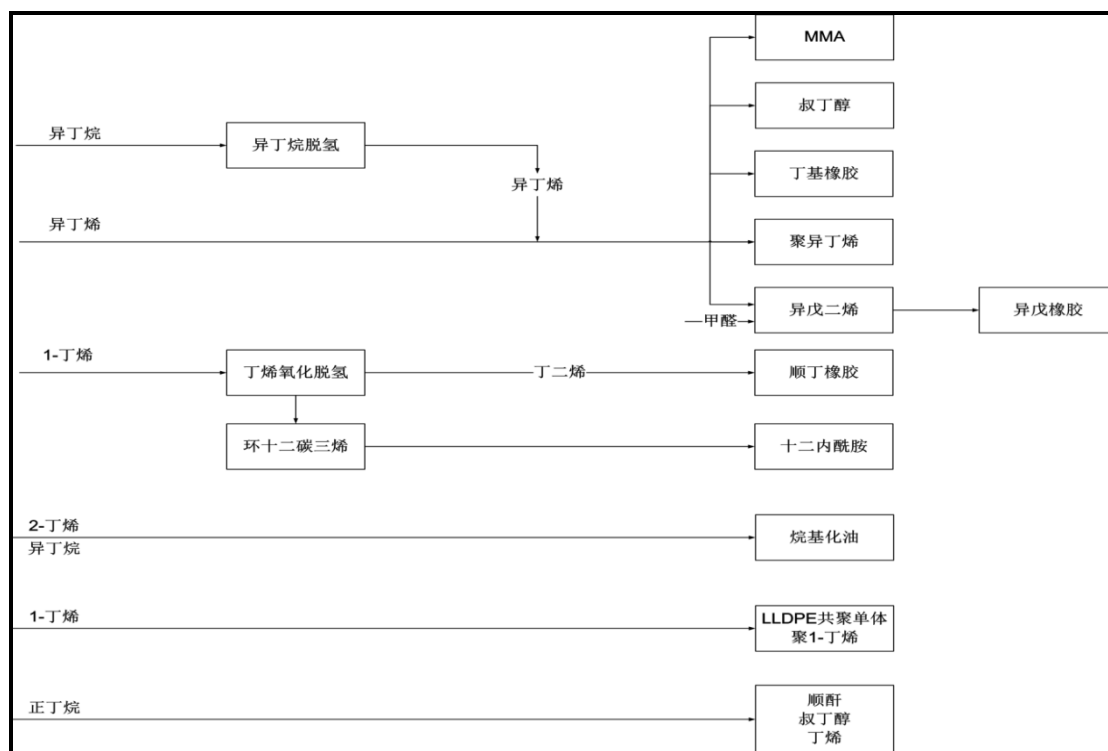 MMA
叔丁醇
异丁烷
异丁烷脱氢
丁基橡胶
异丁烯
异丁烯
聚异丁烯
异戊二烯
异戊橡胶
甲醛
1-丁烯
丁烯氧化脱氢
丁二烯
顺丁橡胶
环十二碳三烯
十二内酰胺
2-丁烯
异丁烷
烷基化油
1-丁烯
LLDPE共聚单体
聚1-丁烯
正丁烷
顺酐
叔丁醇
丁烯